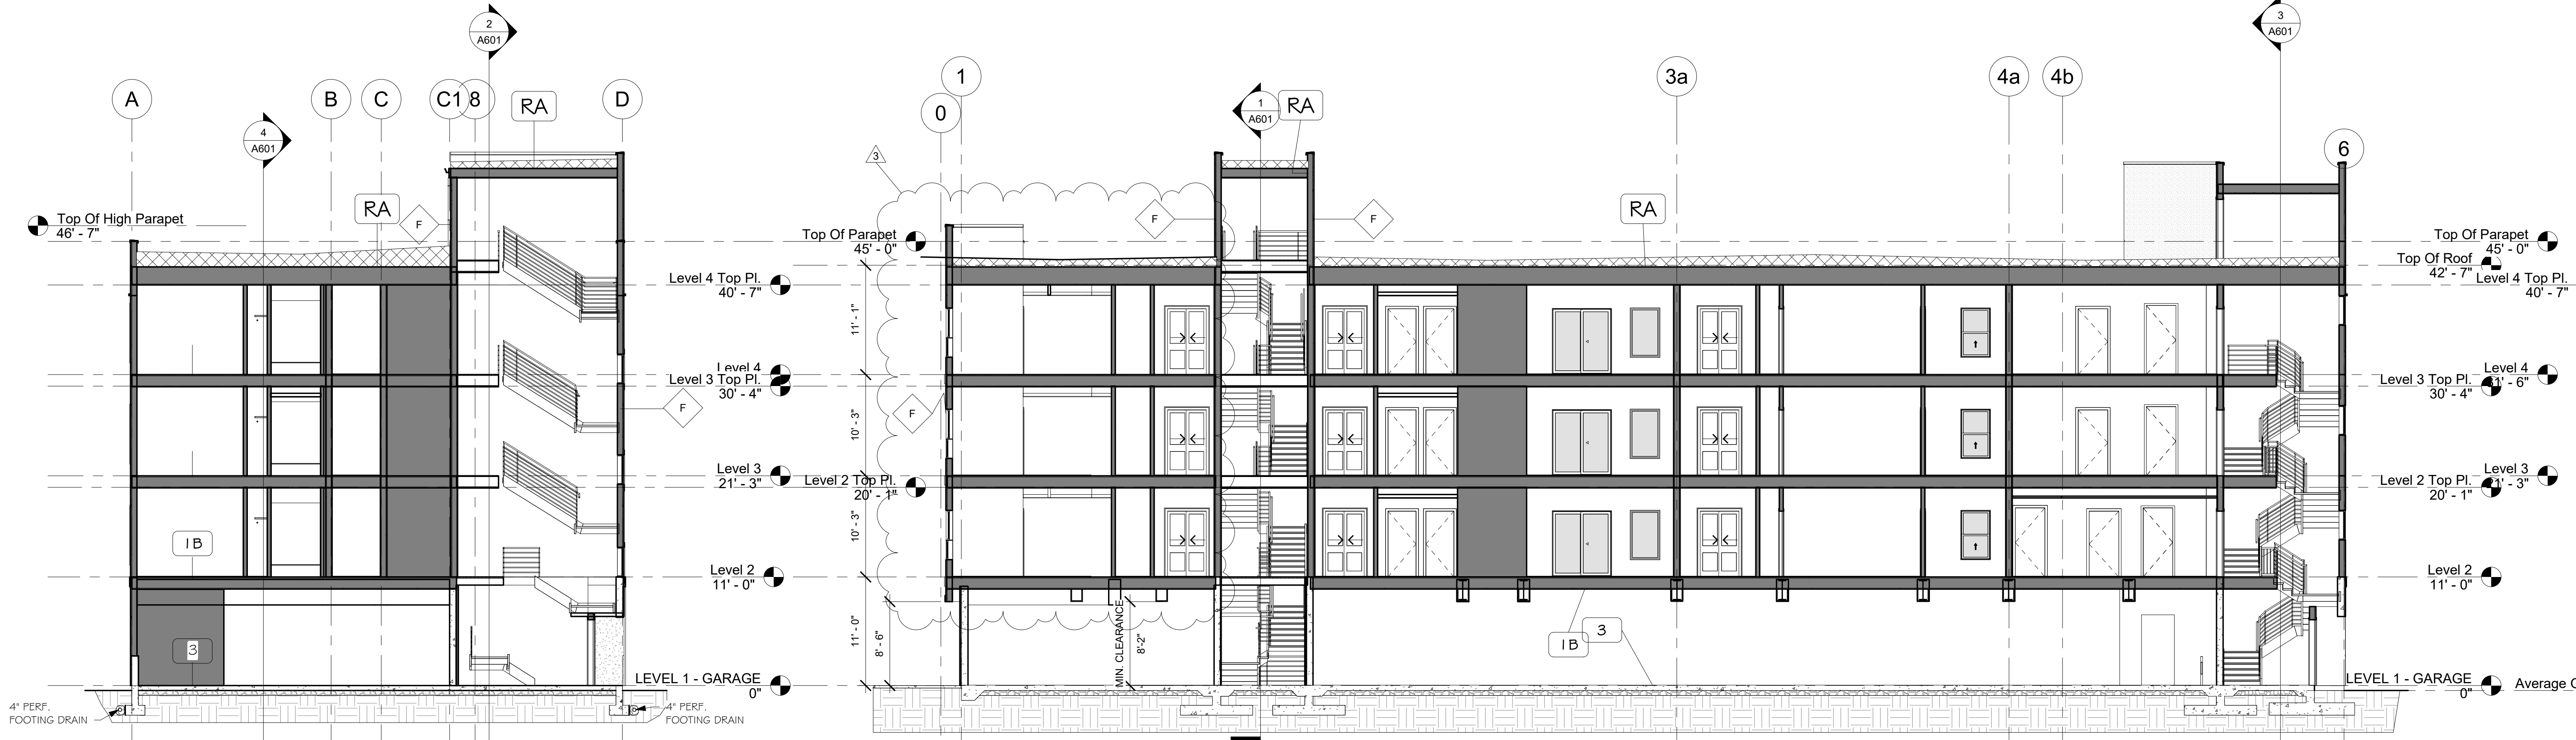 2
A601
A
B
C
C1
8
D
RA
4
A601
RA
F
Top Of High Parapet
46' - 7"
Level 4 Top Pl.
40' - 7"
Level 4
Level 3 Top Pl.
30' - 4"
F
Level 3
21' - 3"
1B
Level 2
11' - 0"
3
LEVEL 1 - GARAGE
0"
4" PERF.
FOOTING DRAIN
4" PERF.
FOOTING DRAIN
3
A601
1
0
3a
4a
4b
6
1
A601
RA
3
F
F
RA
Top Of Parapet
45' - 0"
Top Of Parapet
45' - 0"
Top Of Roof
42' - 7"
Level 4 Top Pl.
40' - 7"
11' - 1"
Level 4
31' - 6"
Level 3 Top Pl.
30' - 4"
F
10' - 3"
Level 3
21' - 3"
Level 2 Top Pl.
20' - 1"
Level 2 Top Pl.
20' - 1"
10' - 3"
Level 2
11' - 0"
11' - 0"
8' - 6"
MIN. CLEARANCE
8'-2"
1B
3
LEVEL 1 - GARAGE
0"
Average